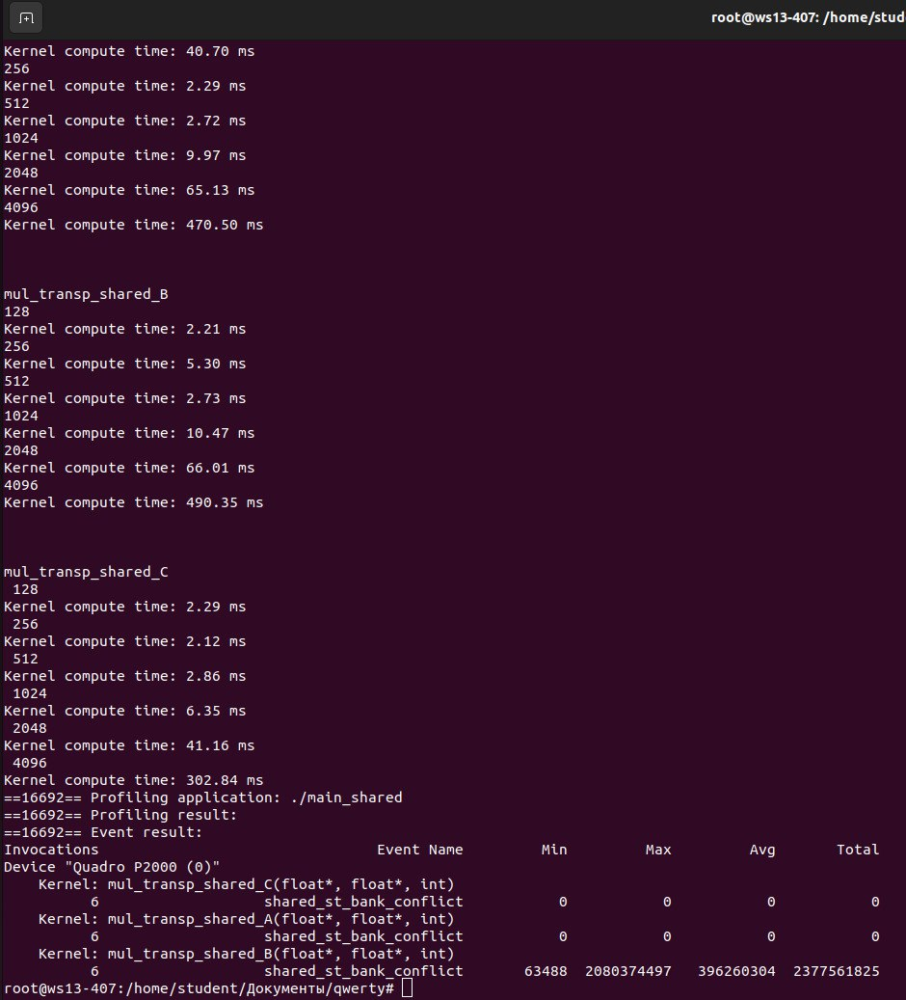 root@ws13-407: /home/stud
Kernel compute time: 40.70 ms
256
Kernel compute time: 2.29 ms
512
Kernel compute time: 2.72 ms
1024
Kernel compute time: 9.97 ms
2048
Kernel compute time: 65.13 ms
4096
Kernel compute time: 470.50 ms
mul_transp_shared_B
128
Kernel compute time: 2.21 ms
256
Kernel compute time: 5.30 ms
512
Kernel compute time: 2.73 ms
1024
Kernel compute time: 10.47 ms
2048
Kernel compute time: 66.01 ms
4096
Kernel compute time: 490.35 ms
mul_transp_shared_C
128
Kernel compute time: 2.29 ms
256
Kernel compute time: 2.12 ms
512
Kernel compute time: 2.86 ms
1024
Kernel compute time: 6.35 ms
2048
Kernel compute time: 41.16 ms
4096
Kernel compute time: 302.84 ms
==16692== Profiling application: ./main_shared
==16692== Profiling result:
==16692== Event result:
Invocations Event Name Min Max Avg Total
Device "Quadro P2000 (0)"
Kernel: mul_transp_shared_C(float*, float*, int)
6 shared_st_bank_conflict 0 0 0 0
Kernel: mul_transp_shared_A(float*, float*, int)
6 shared_st_bank_conflict 0 0 0 0
Kernel: mul_transp_shared_B(float*, float*, int)
6 shared_st_bank_conflict 63488 2080374497 396260304 2377561825
root@ws13-407:/home/student/Документы/qwerty#